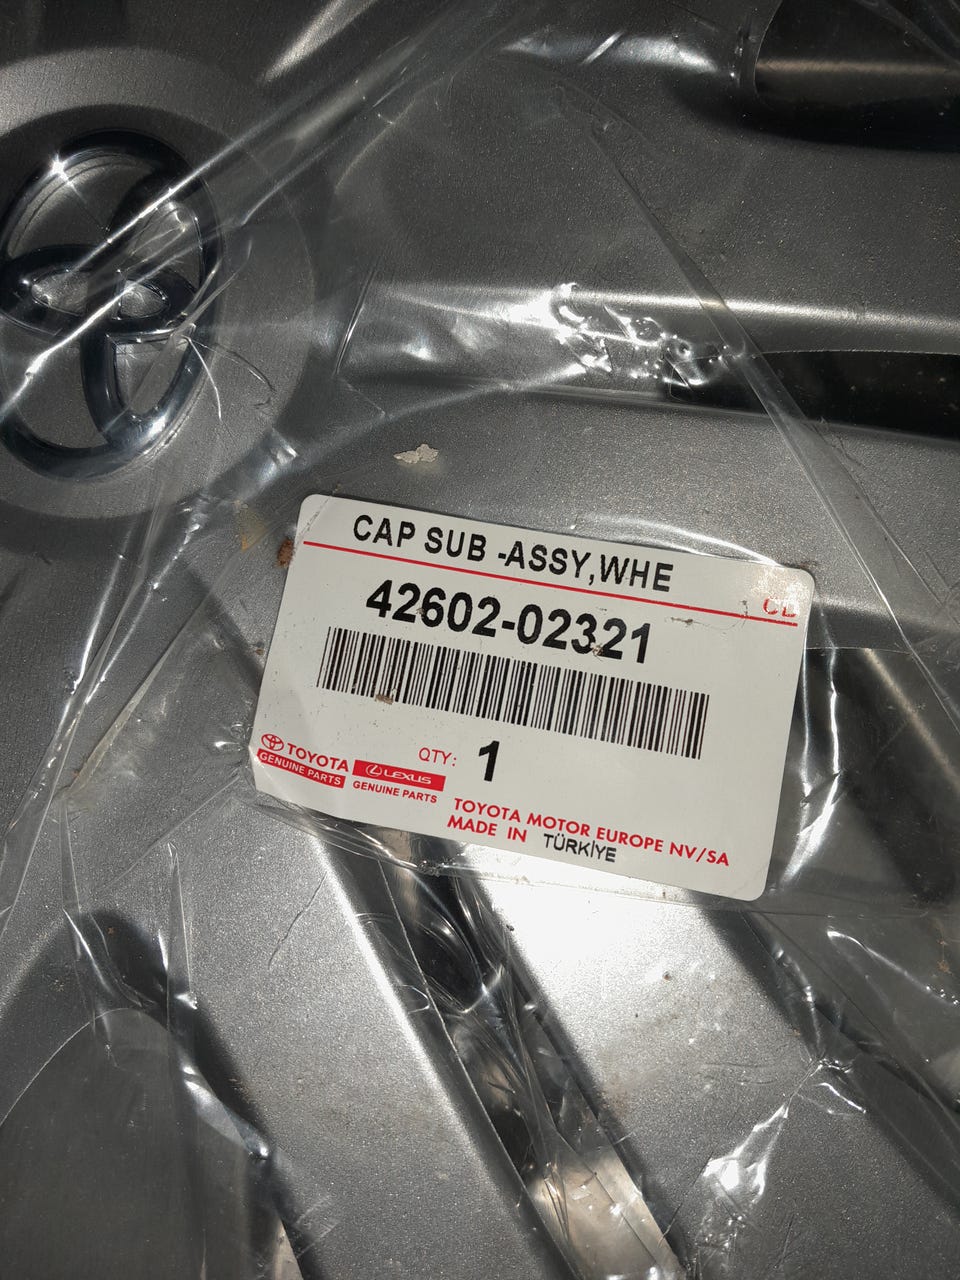 CAP SUB -ASSY,WHE
42602-02321
QTY: 1
TOYOTA
GENUINE PARTS
LEXUS
GENUINE PARTS
TOYOTA MOTOR EUROPE NV/SA
MADE IN TÜRKİYE